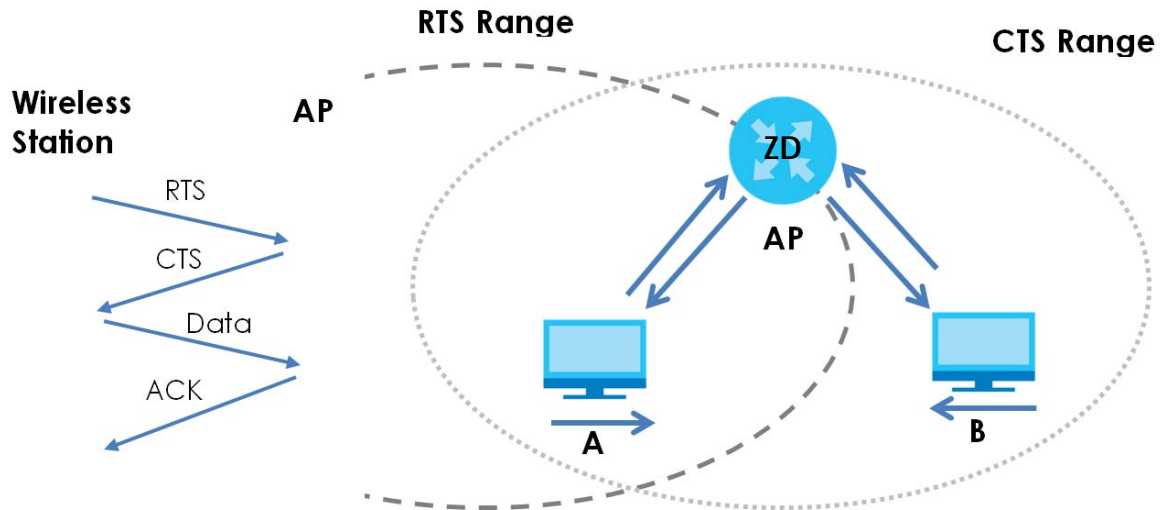 RTS Range
CTS Range
Wireless
Station
AP
RTS
CTS
Data
ACK
ZD
AP
A
B